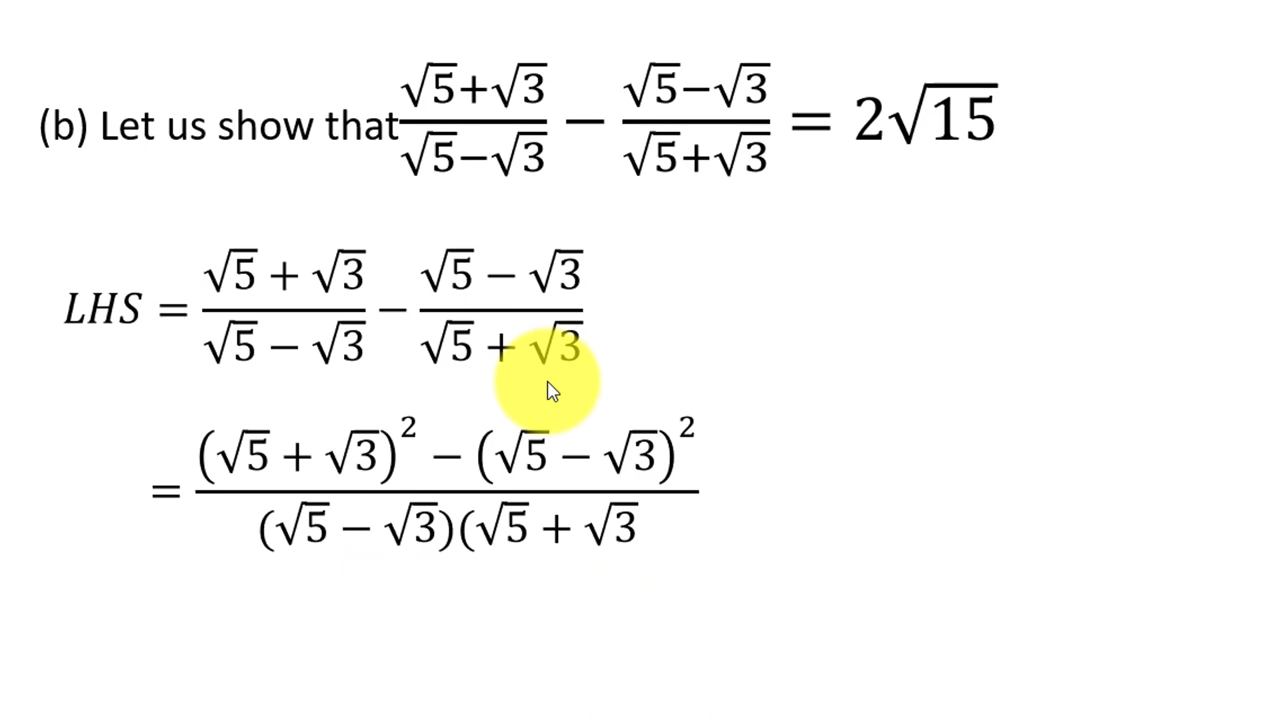 (b) Let us show that √5+√3/√5−√3 − √5−√3/√5+√3 = 2√15
LHS = √5 + √3/√5 − √3 − √5 − √3/√5 + √3
= (√5 + √3)² − (√5 − √3)²/(√5 − √3)(√5 + √3